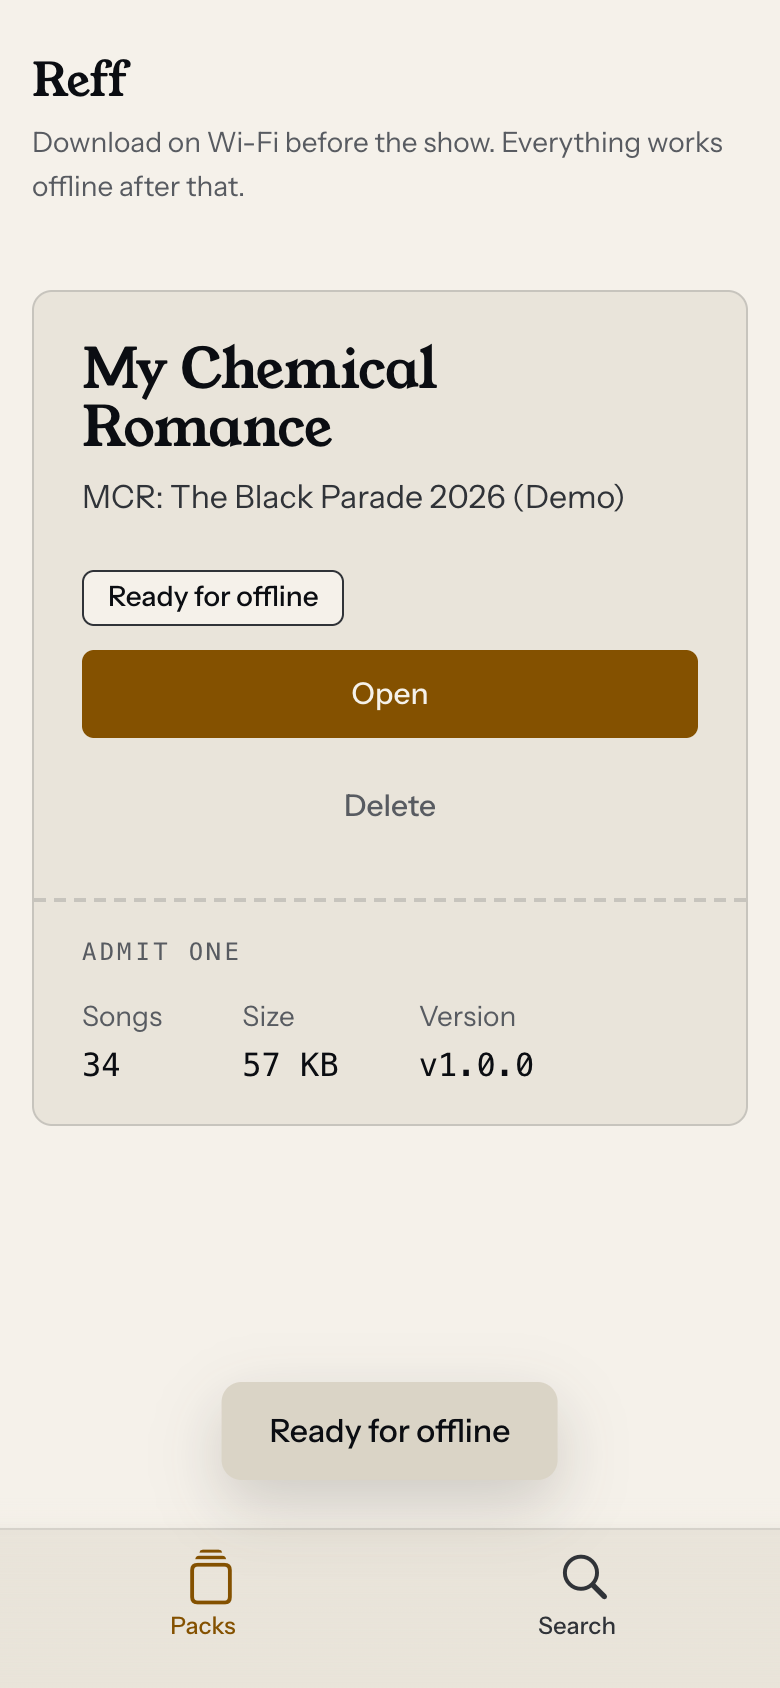 Reff
Download on Wi-Fi before the show. Everything works
offline after that.
My Chemical
Romance
MCR: The Black Parade 2026 (Demo)
Ready for offline
Open
Delete
ADMIT ONE
Songs Size Version
34 57 KB v1.0.0
Ready for offline
Packs Search